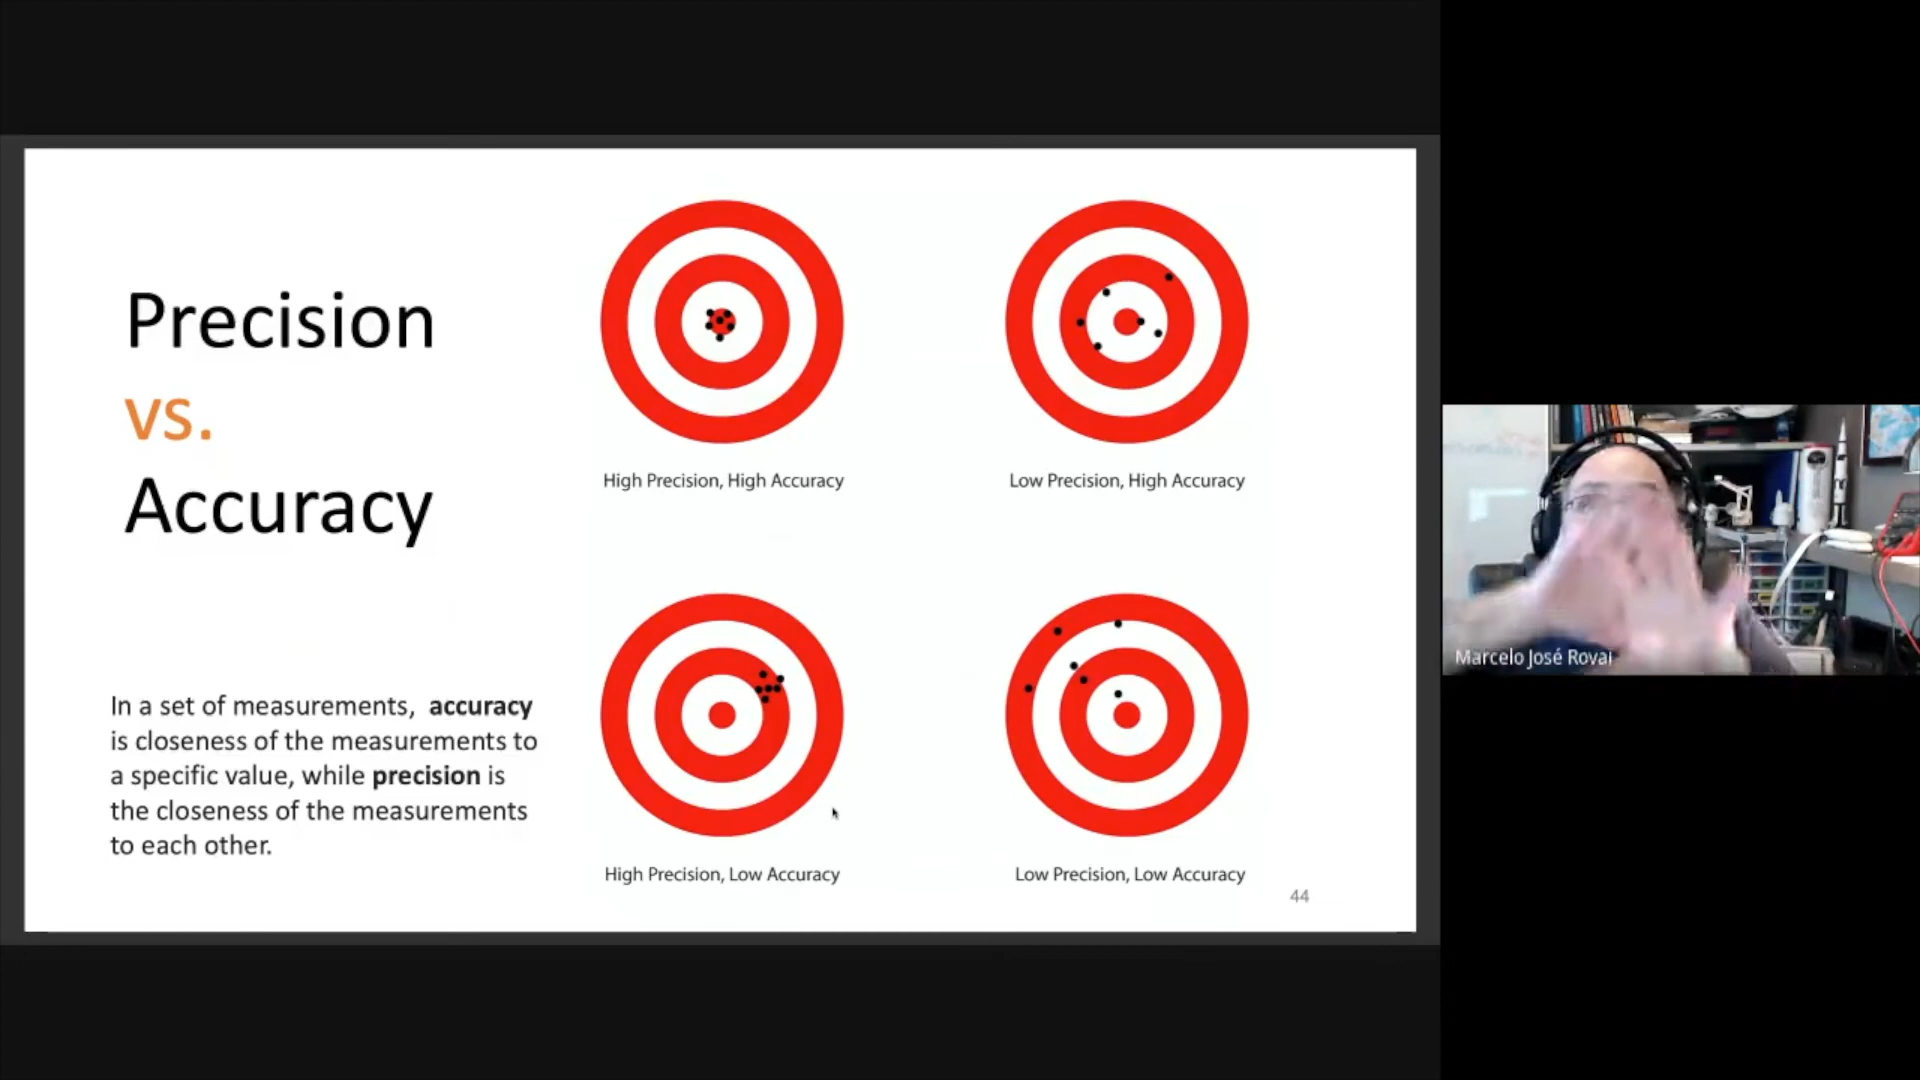 Precision
vs.
Accuracy
In a set of measurements, accuracy
is closeness of the measurements to
a specific value, while precision is
the closeness of the measurements
to each other.
High Precision, High Accuracy
Low Precision, High Accuracy
High Precision, Low Accuracy
Low Precision, Low Accuracy
44
Marcelo José Rovai